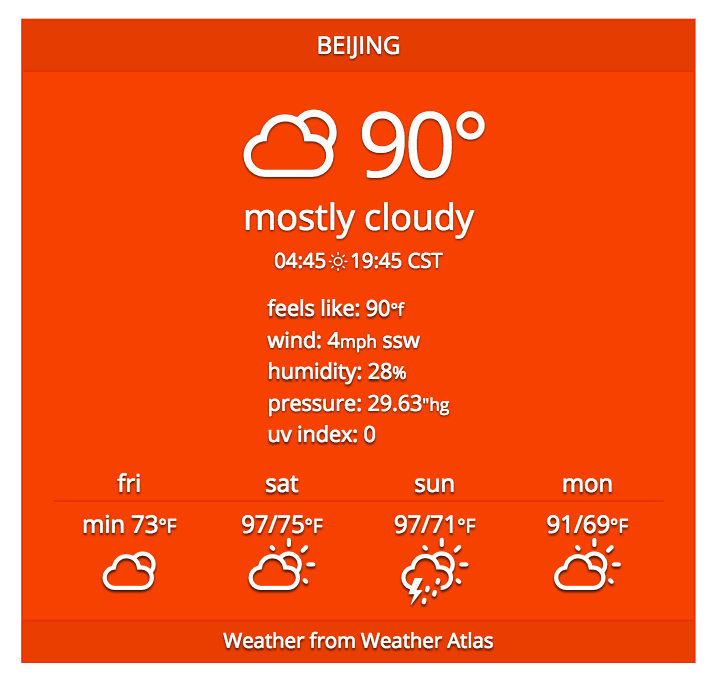 BEIJING
90°
mostly cloudy
04:45 19:45 CST
feels like: 90°f
wind: 4mph ssw
humidity: 28%
pressure: 29.63"hg
uv index: 0
fri sat sun mon
min 73°F 97/75°F 97/71°F 91/69°F
Weather from Weather Atlas